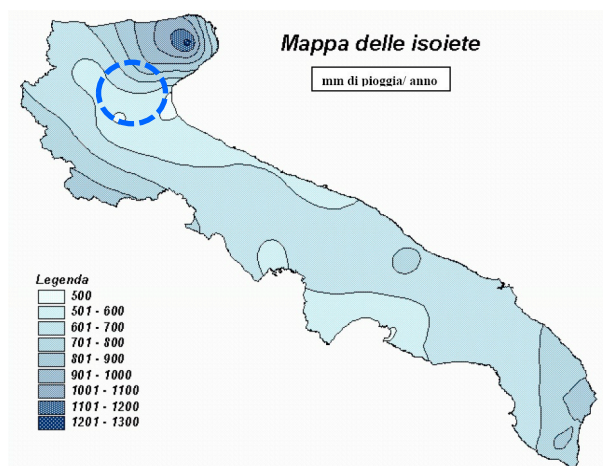 Mappa delle isoiete
mm di pioggia/ anno
Legenda
500
501 - 600
601 - 700
701 - 800
801 - 900
901 - 1000
1001 - 1100
1101 - 1200
1201 - 1300